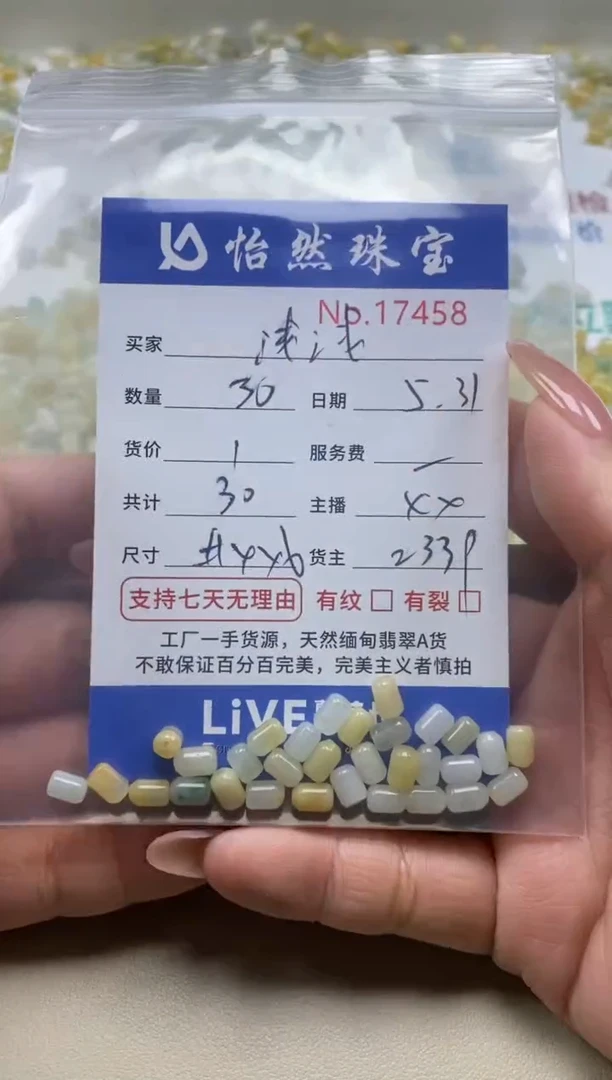 怡然珠宝
No.17458
买家 浅浅
数量 30 日期 5.31
货价 1 服务费 —
共计 30 主播 xx
尺寸 货主 2339
支持七天无理由 有纹 □ 有裂 □
工厂一手货源，天然缅甸翡翠A货
不敢保证百分百完美，完美主义者慎拍
LiVE